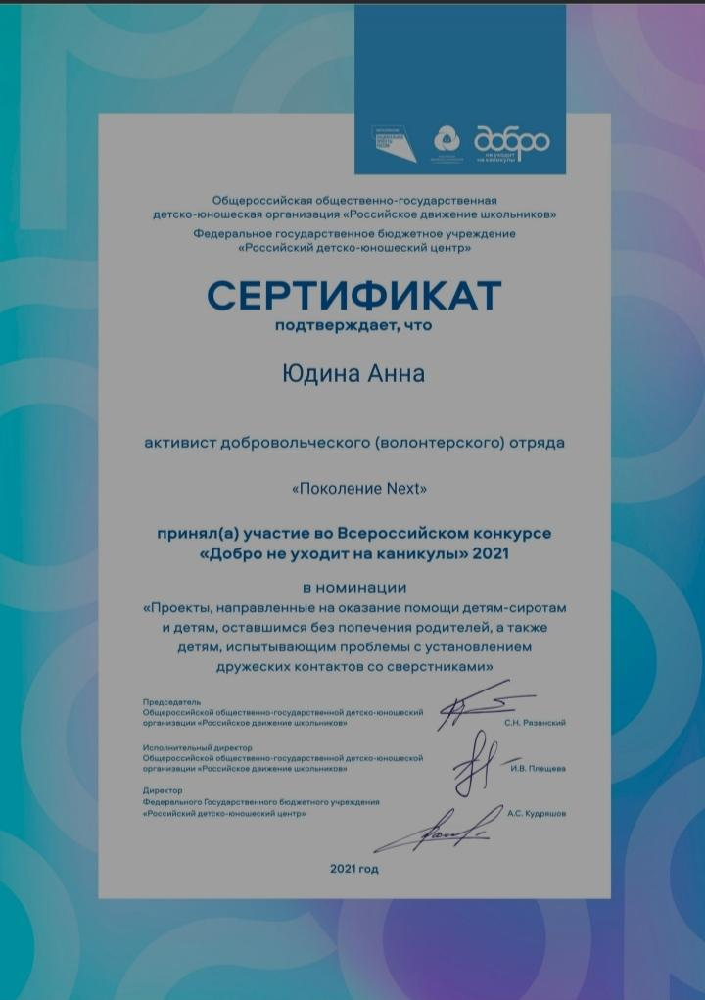 добро
не уходит
на каникулы
Общероссийская общественно-государственная
детско-юношеская организация «Российское движение школьников»
Федеральное государственное бюджетное учреждение
«Российский детско-юношеский центр»
СЕРТИФИКАТ
подтверждает, что
Юдина Анна
активист добровольческого (волонтерского) отряда
«Поколение Next»
принял(а) участие во Всероссийском конкурсе
«Добро не уходит на каникулы» 2021
в номинации
«Проекты, направленные на оказание помощи детям-сиротам
и детям, оставшимся без попечения родителей, а также
детям, испытывающим проблемы с установлением
дружеских контактов со сверстниками»
Председатель
Общероссийской общественно-государственной детско-юношеский
организации «Российское движение школьников»
С.Н. Рязанский
Исполнительный директор
Общероссийской общественно-государственной детско-юношеской
организации «Российское движение школьников»
И.В. Плещева
Директор
Федерального Государственного бюджетного учреждения
«Российский детско-юношеский центр»
А.С. Кудряшов
2021 год